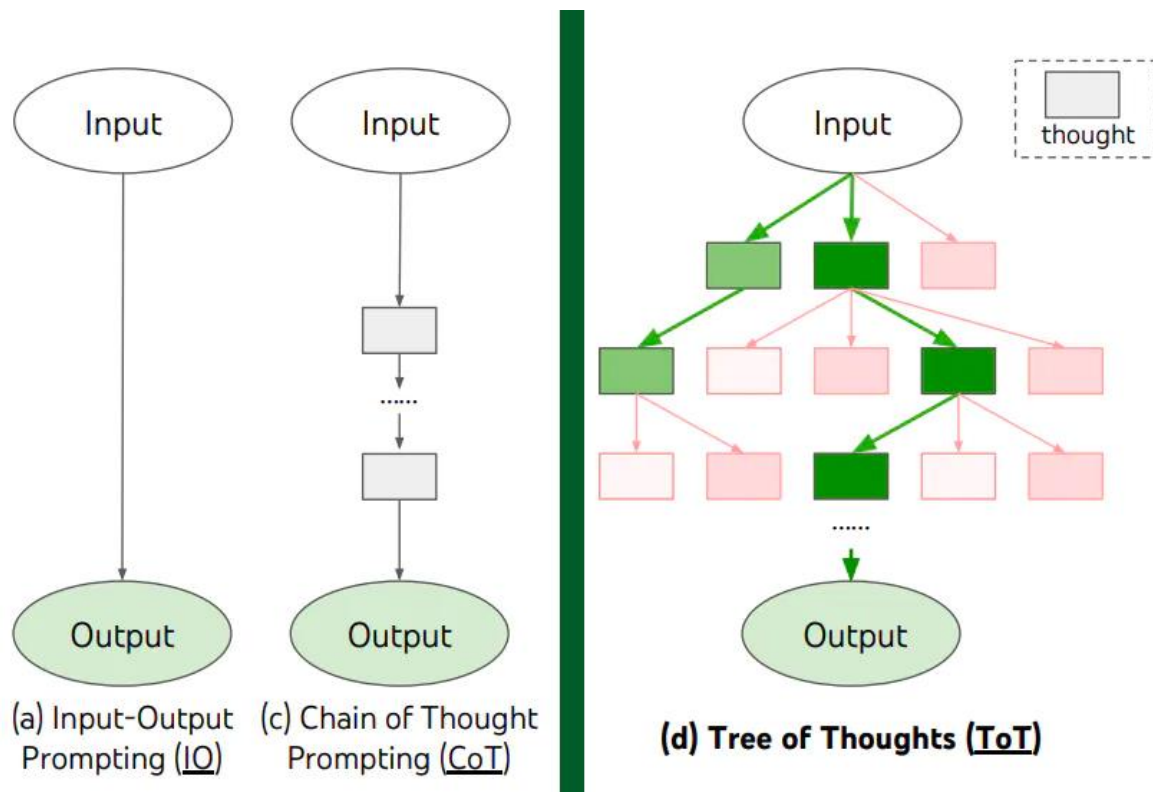 Input
Output
(a) Input-Output
Prompting (IO)
Input
......
Output
(c) Chain of Thought
Prompting (CoT)
Input
thought
......
Output
(d) Tree of Thoughts (ToT)